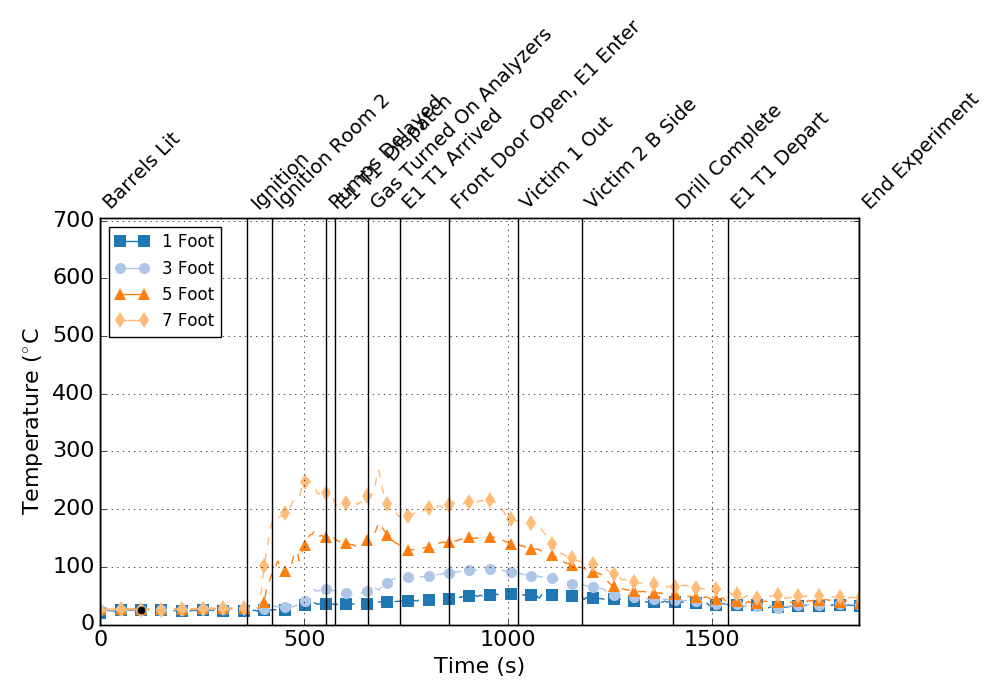 Barrels Lit
Ignition
Ignition Room 2
Pumps Delayed
E1 T1 Dispatch
Gas Turned On Analyzers
E1 T1 Arrived
Front Door Open, E1 Enter
Victim 1 Out
Victim 2 B Side
Drill Complete
E1 T1 Depart
End Experiment
700
600
500
400
300
200
100
0
Temperature (°C
1 Foot
3 Foot
5 Foot
7 Foot
0 500 1000 1500
Time (s)